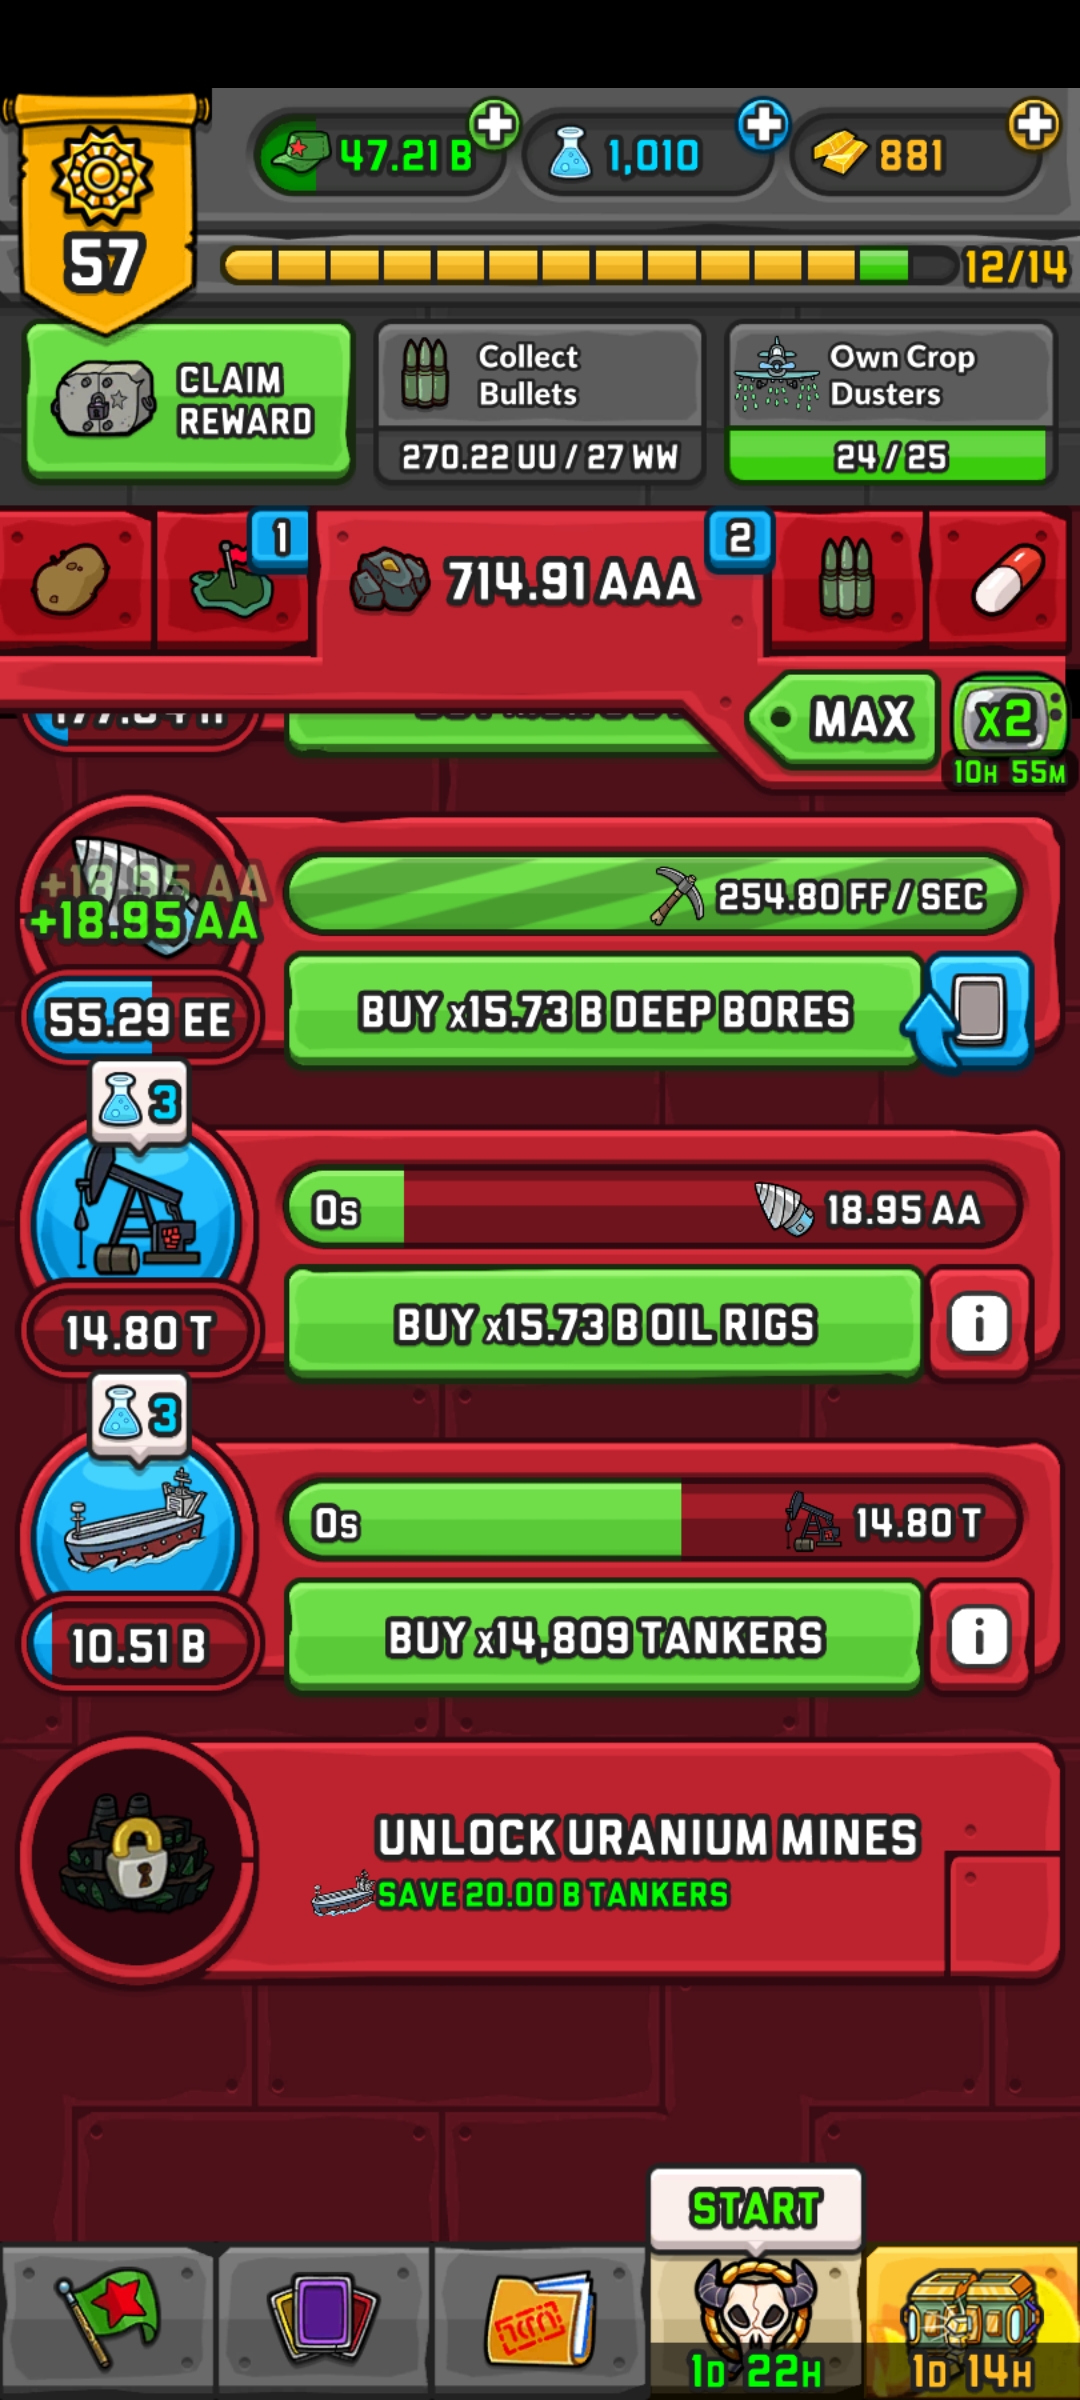 47.21 B
1,010
881
57
12/14
CLAIM
REWARD
Collect
Bullets
270.22 UU / 27 WW
Own Crop
Dusters
24 / 25
1
714.91 AAA
2
MAX
x2
10H 55M
+18.95 AA
+18.95 AA
254.80 FF / SEC
55.29 EE
BUY x15.73 B DEEP BORES
3
0s
18.95 AA
14.80 T
BUY x15.73 B OIL RIGS
i
3
0s
14.80 T
10.51 B
BUY x14,809 TANKERS
i
UNLOCK URANIUM MINES
SAVE 20.00 B TANKERS
START
1D 22H
1D 14H